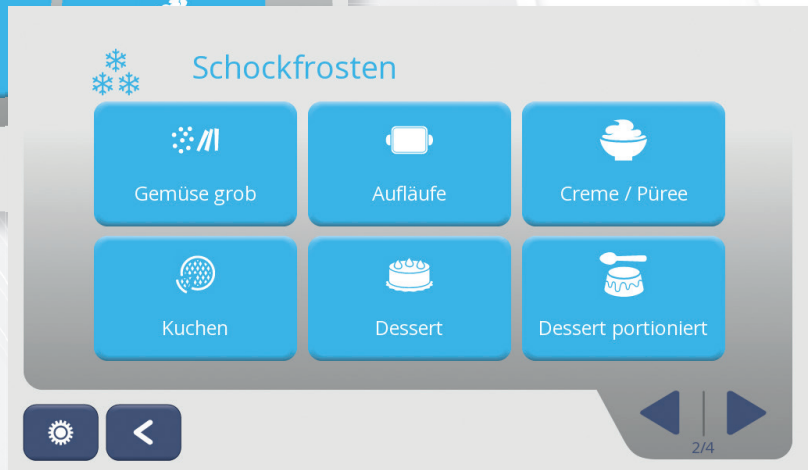 Schockfrosten
Gemüse grob
Aufläufe
Creme / Püree
Kuchen
Dessert
Dessert portioniert
2/4